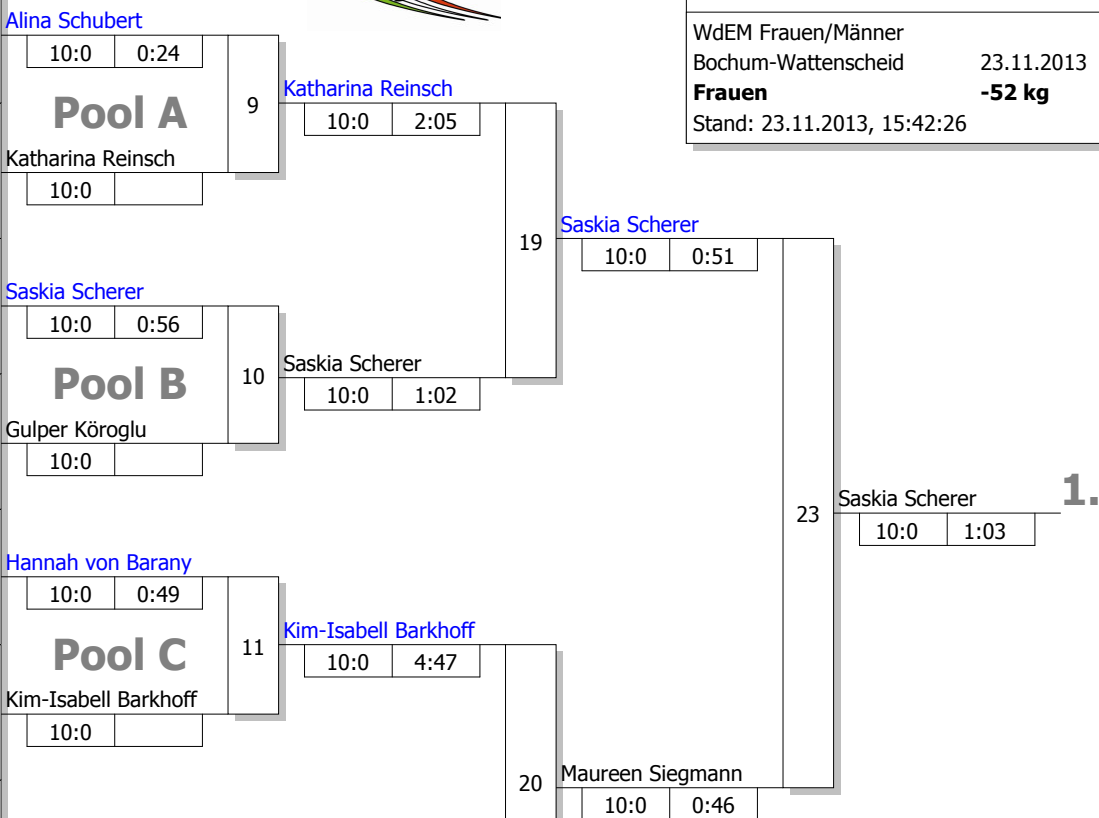 Alina Schubert
10:0 0:24
Pool A
9
Katharina Reinsch
10:0
Katharina Reinsch
10:0 2:05
WdEM Frauen/Männer
Bochum-Wattenscheid 23.11.2013
Frauen -52 kg
Stand: 23.11.2013, 15:42:26
19
Saskia Scherer
10:0 0:51
Saskia Scherer
10:0 0:56
Pool B
10
Gulper Köroglu
10:0
Saskia Scherer
10:0 1:02
23
Saskia Scherer
10:0 1:03
1.
Hannah von Barany
10:0 0:49
Pool C
11
Kim-Isabell Barkhoff
10:0
Kim-Isabell Barkhoff
10:0 4:47
20
Maureen Siegmann
10:0 0:46